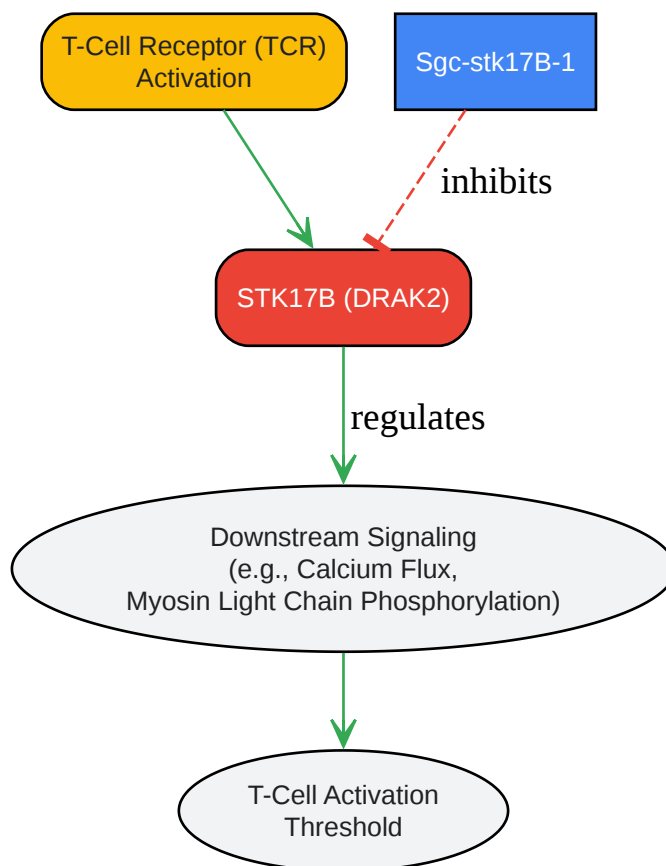 T-Cell Receptor (TCR)
Activation
Sgc-stk17B-1
inhibits
STK17B (DRAK2)
regulates
Downstream Signaling
(e.g., Calcium Flux,
Myosin Light Chain Phosphorylation)
T-Cell Activation
Threshold